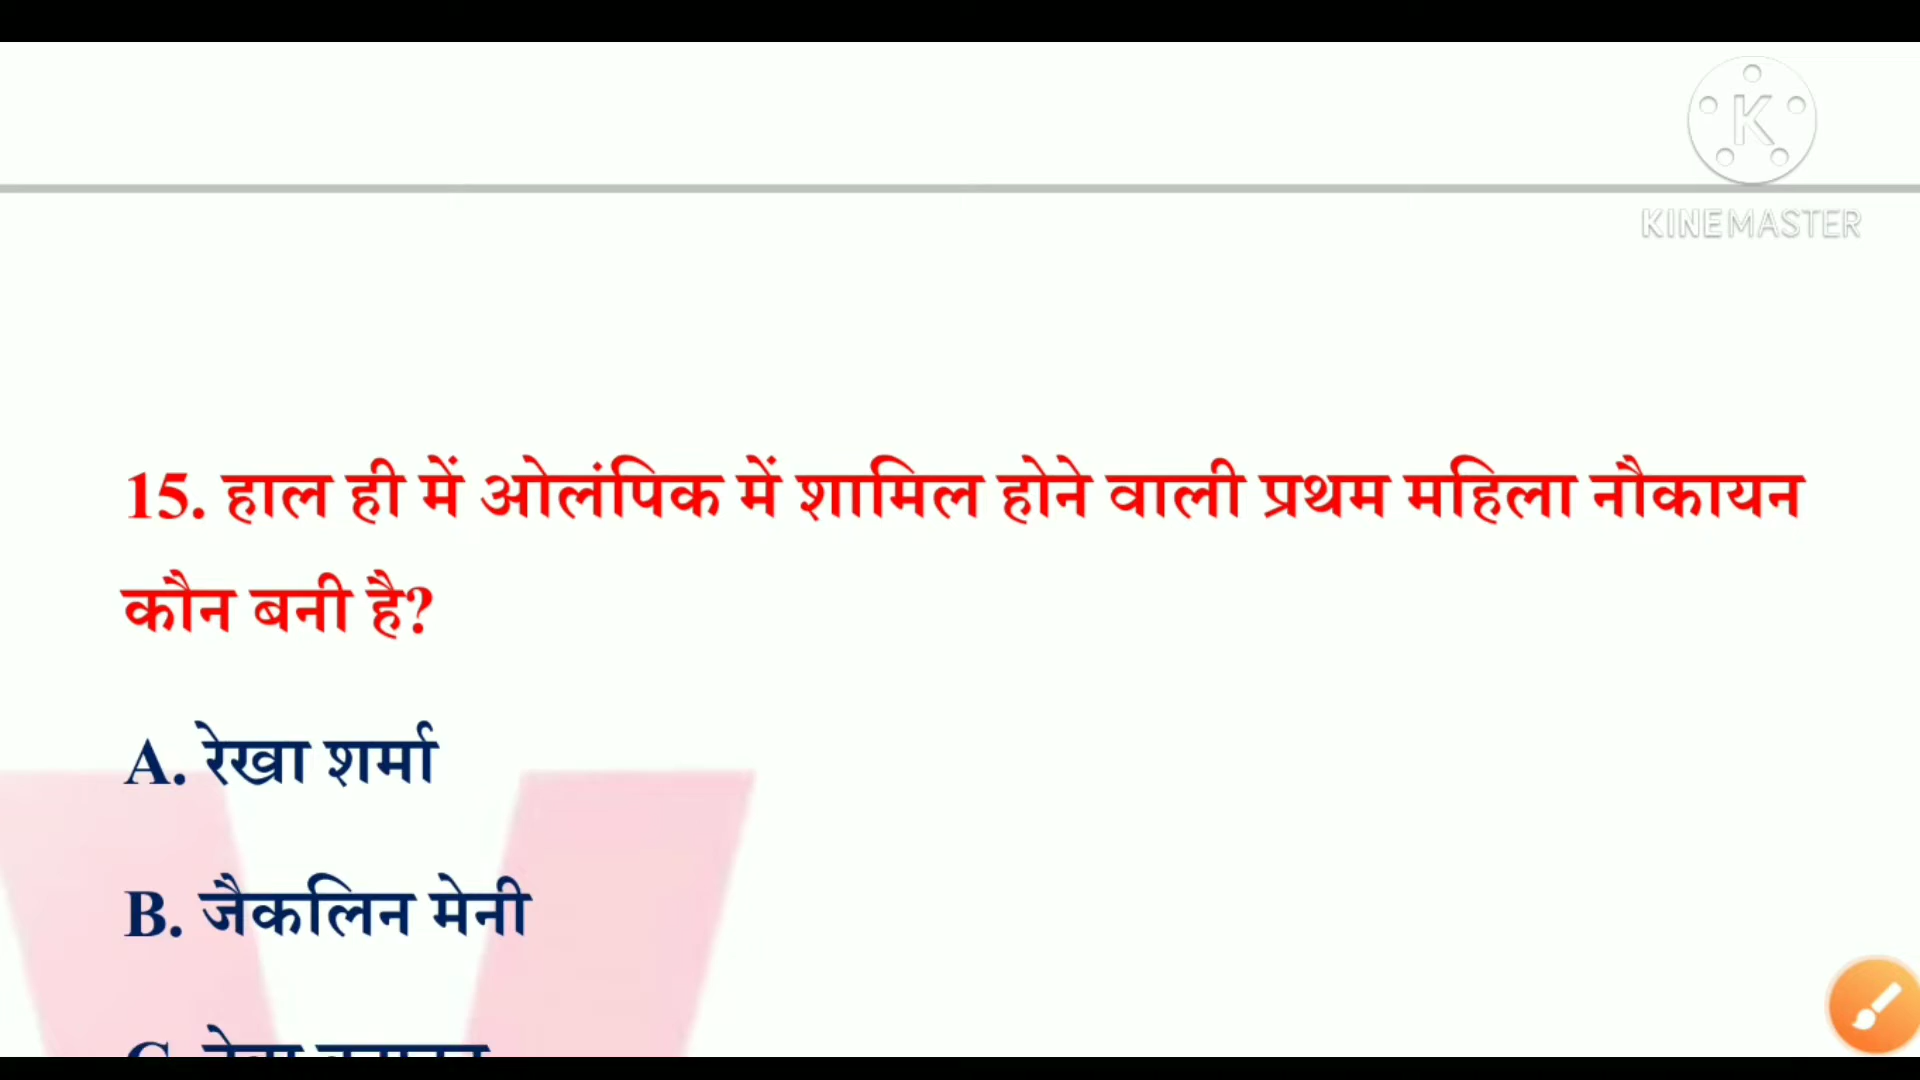 K
KINEMASTER
15. हाल ही में ओलंपिक में शामिल होने वाली प्रथम महिला नौकायन
कौन बनी है?
A. रेखा शर्मा
B. जैकलिन मेनी